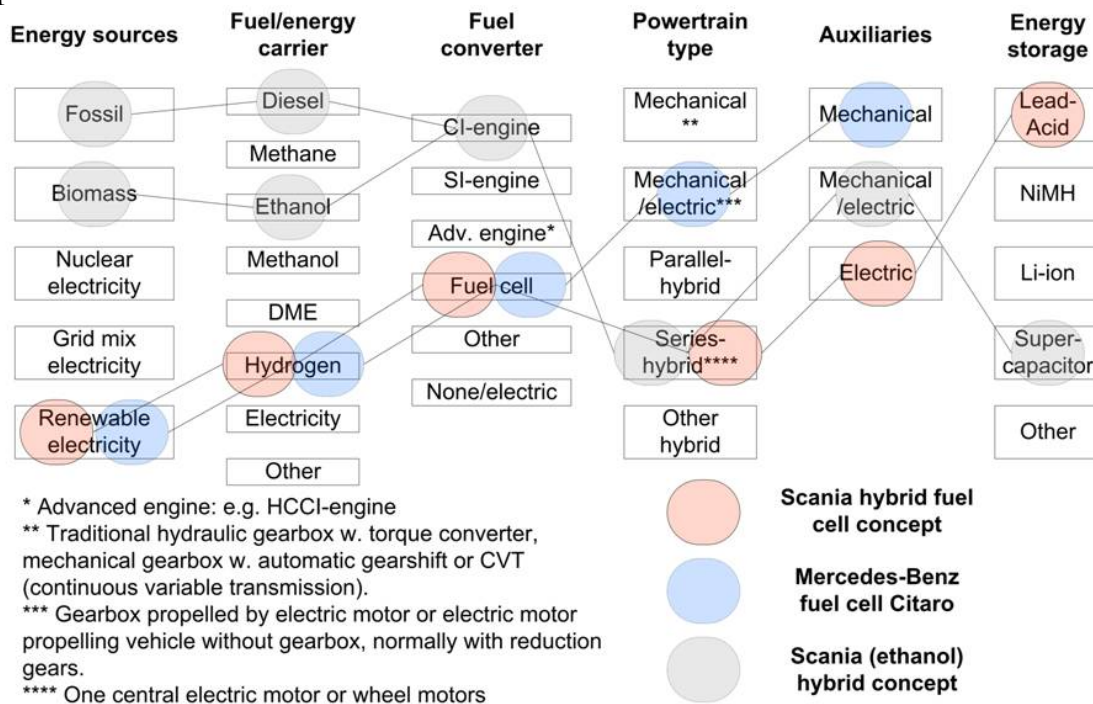 Energy sources
Fuel/energy
carrier
Fuel
converter
Powertrain
type
Auxiliaries
Energy
storage
Fossil
Biomass
Nuclear
electricity
Grid mix
electricity
Renewable
electricity
Diesel
Methane
Ethanol
Methanol
DME
Hydrogen
Electricity
Other
CI-engine
SI-engine
Adv. engine*
Fuel cell
Other
None/electric
Mechanical
**
Mechanical
/electric***
Parallel-
hybrid
Series-
hybrid****
Other
hybrid
Mechanical
Mechanical
/electric
Electric
Lead-
Acid
NiMH
Li-ion
Super-
capacitor
Other
* Advanced engine: e.g. HCCI-engine
** Traditional hydraulic gearbox w. torque converter,
mechanical gearbox w. automatic gearshift or CVT
(continuous variable transmission).
*** Gearbox propelled by electric motor or electric motor
propelling vehicle without gearbox, normally with reduction
gears.
**** One central electric motor or wheel motors
Scania hybrid fuel
cell concept
Mercedes-Benz
fuel cell Citaro
Scania (ethanol)
hybrid concept